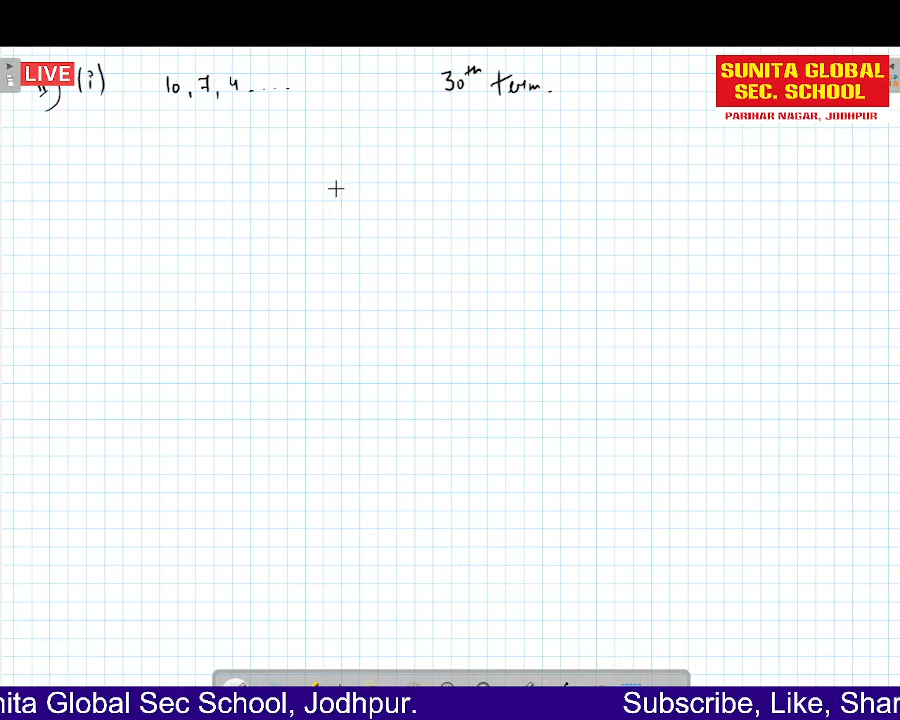 LIVE
(i) 10, 7, 4 . . . . 30th term.
SUNITA GLOBAL
SEC. SCHOOL
PARIHAR NAGAR, JODHPUR
nita Global Sec School, Jodhpur. Subscribe, Like, Shar